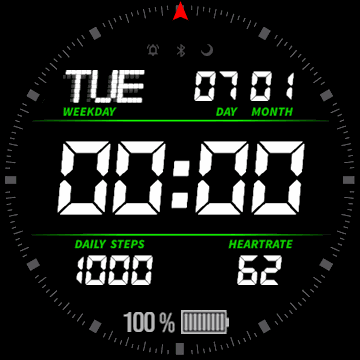 TUE 07 01
WEEKDAY DAY MONTH
00:00
DAILY STEPS HEARTRATE
1000 62
100 %